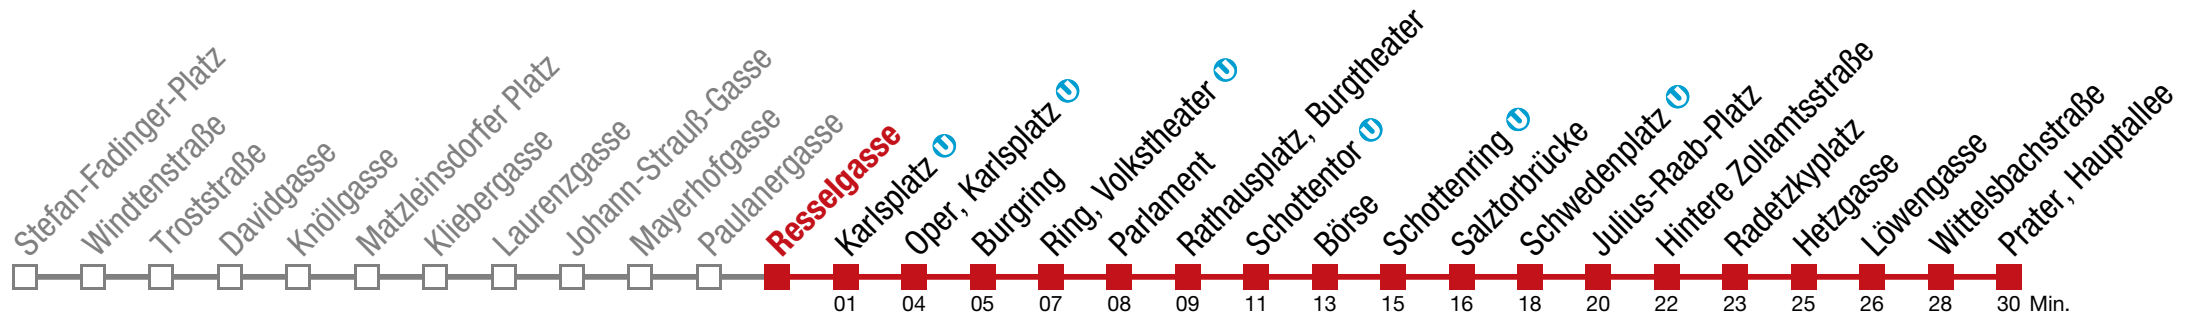 Stefan-Fadinger-Platz
Windtenstraße
Troststraße
Davidgasse
Knöllgasse
Matzleinsdorfer Platz
Kliebergasse
Laurenzgasse
Johann-Strauß-Gasse
Mayerhofgasse
Paulanergasse
Resselgasse
Karlsplatz U
Oper, Karlsplatz U
Burgring
Ring, Volkstheater U
Parlament
Rathausplatz, Burgtheater
Schottentor U
Börse
Schottenring U
Salztorbrücke
Schwedenplatz U
Julius-Raab-Platz
Hintere Zollamtsstraße
Radetzkyplatz
Hetzgasse
Löwengasse
Wittelsbachstraße
Prater, Hauptallee
01 04 05 07 08 09 11 13 15 16 18 20 22 23 25 26 28 30 Min.